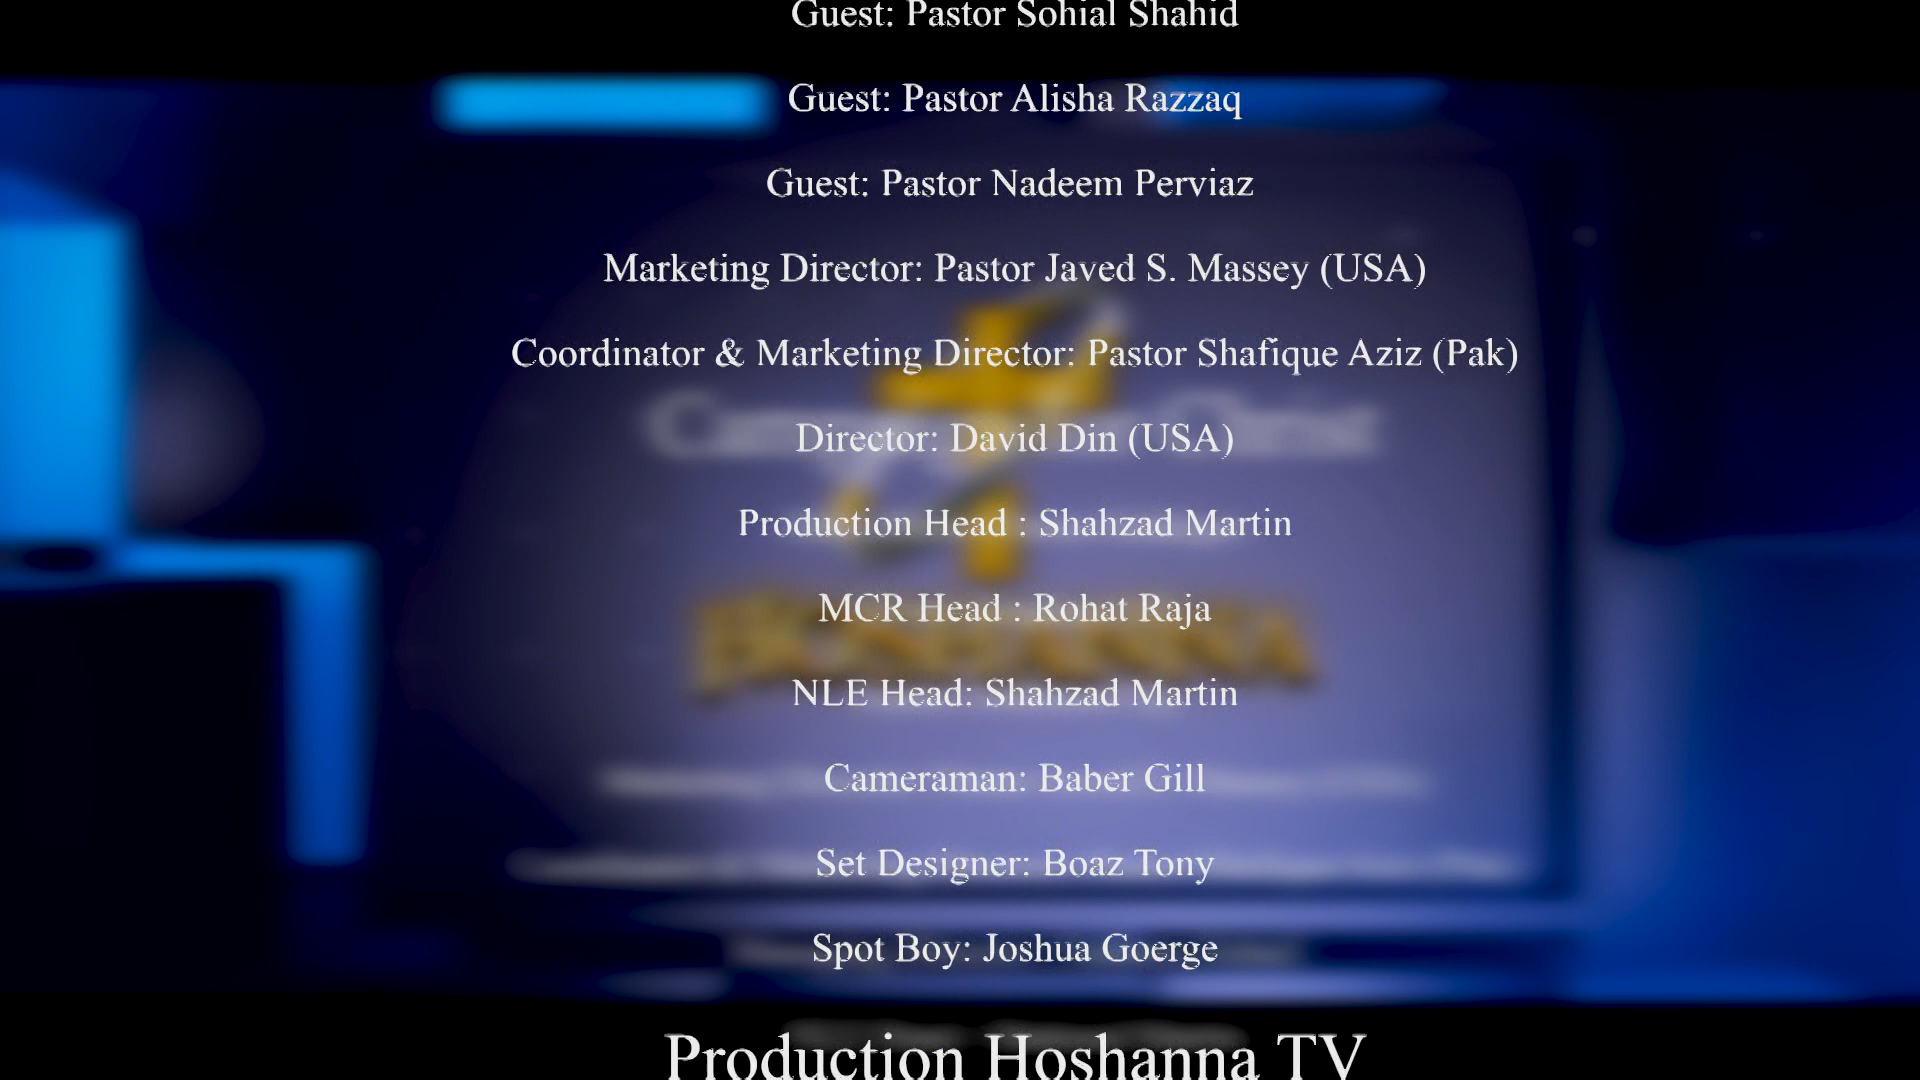 Guest: Pastor Sohial Shahid
Guest: Pastor Alisha Razzaq
Guest: Pastor Nadeem Perviaz
Marketing Director: Pastor Javed S. Massey (USA)
Coordinator & Marketing Director: Pastor Shafique Aziz (Pak)
Director: David Din (USA)
Production Head : Shahzad Martin
MCR Head : Rohat Raja
HOSHANNA
NLE Head: Shahzad Martin
Cameraman: Baber Gill
Set Designer: Boaz Tony
Spot Boy: Joshua Goerge
Production Hoshanna TV